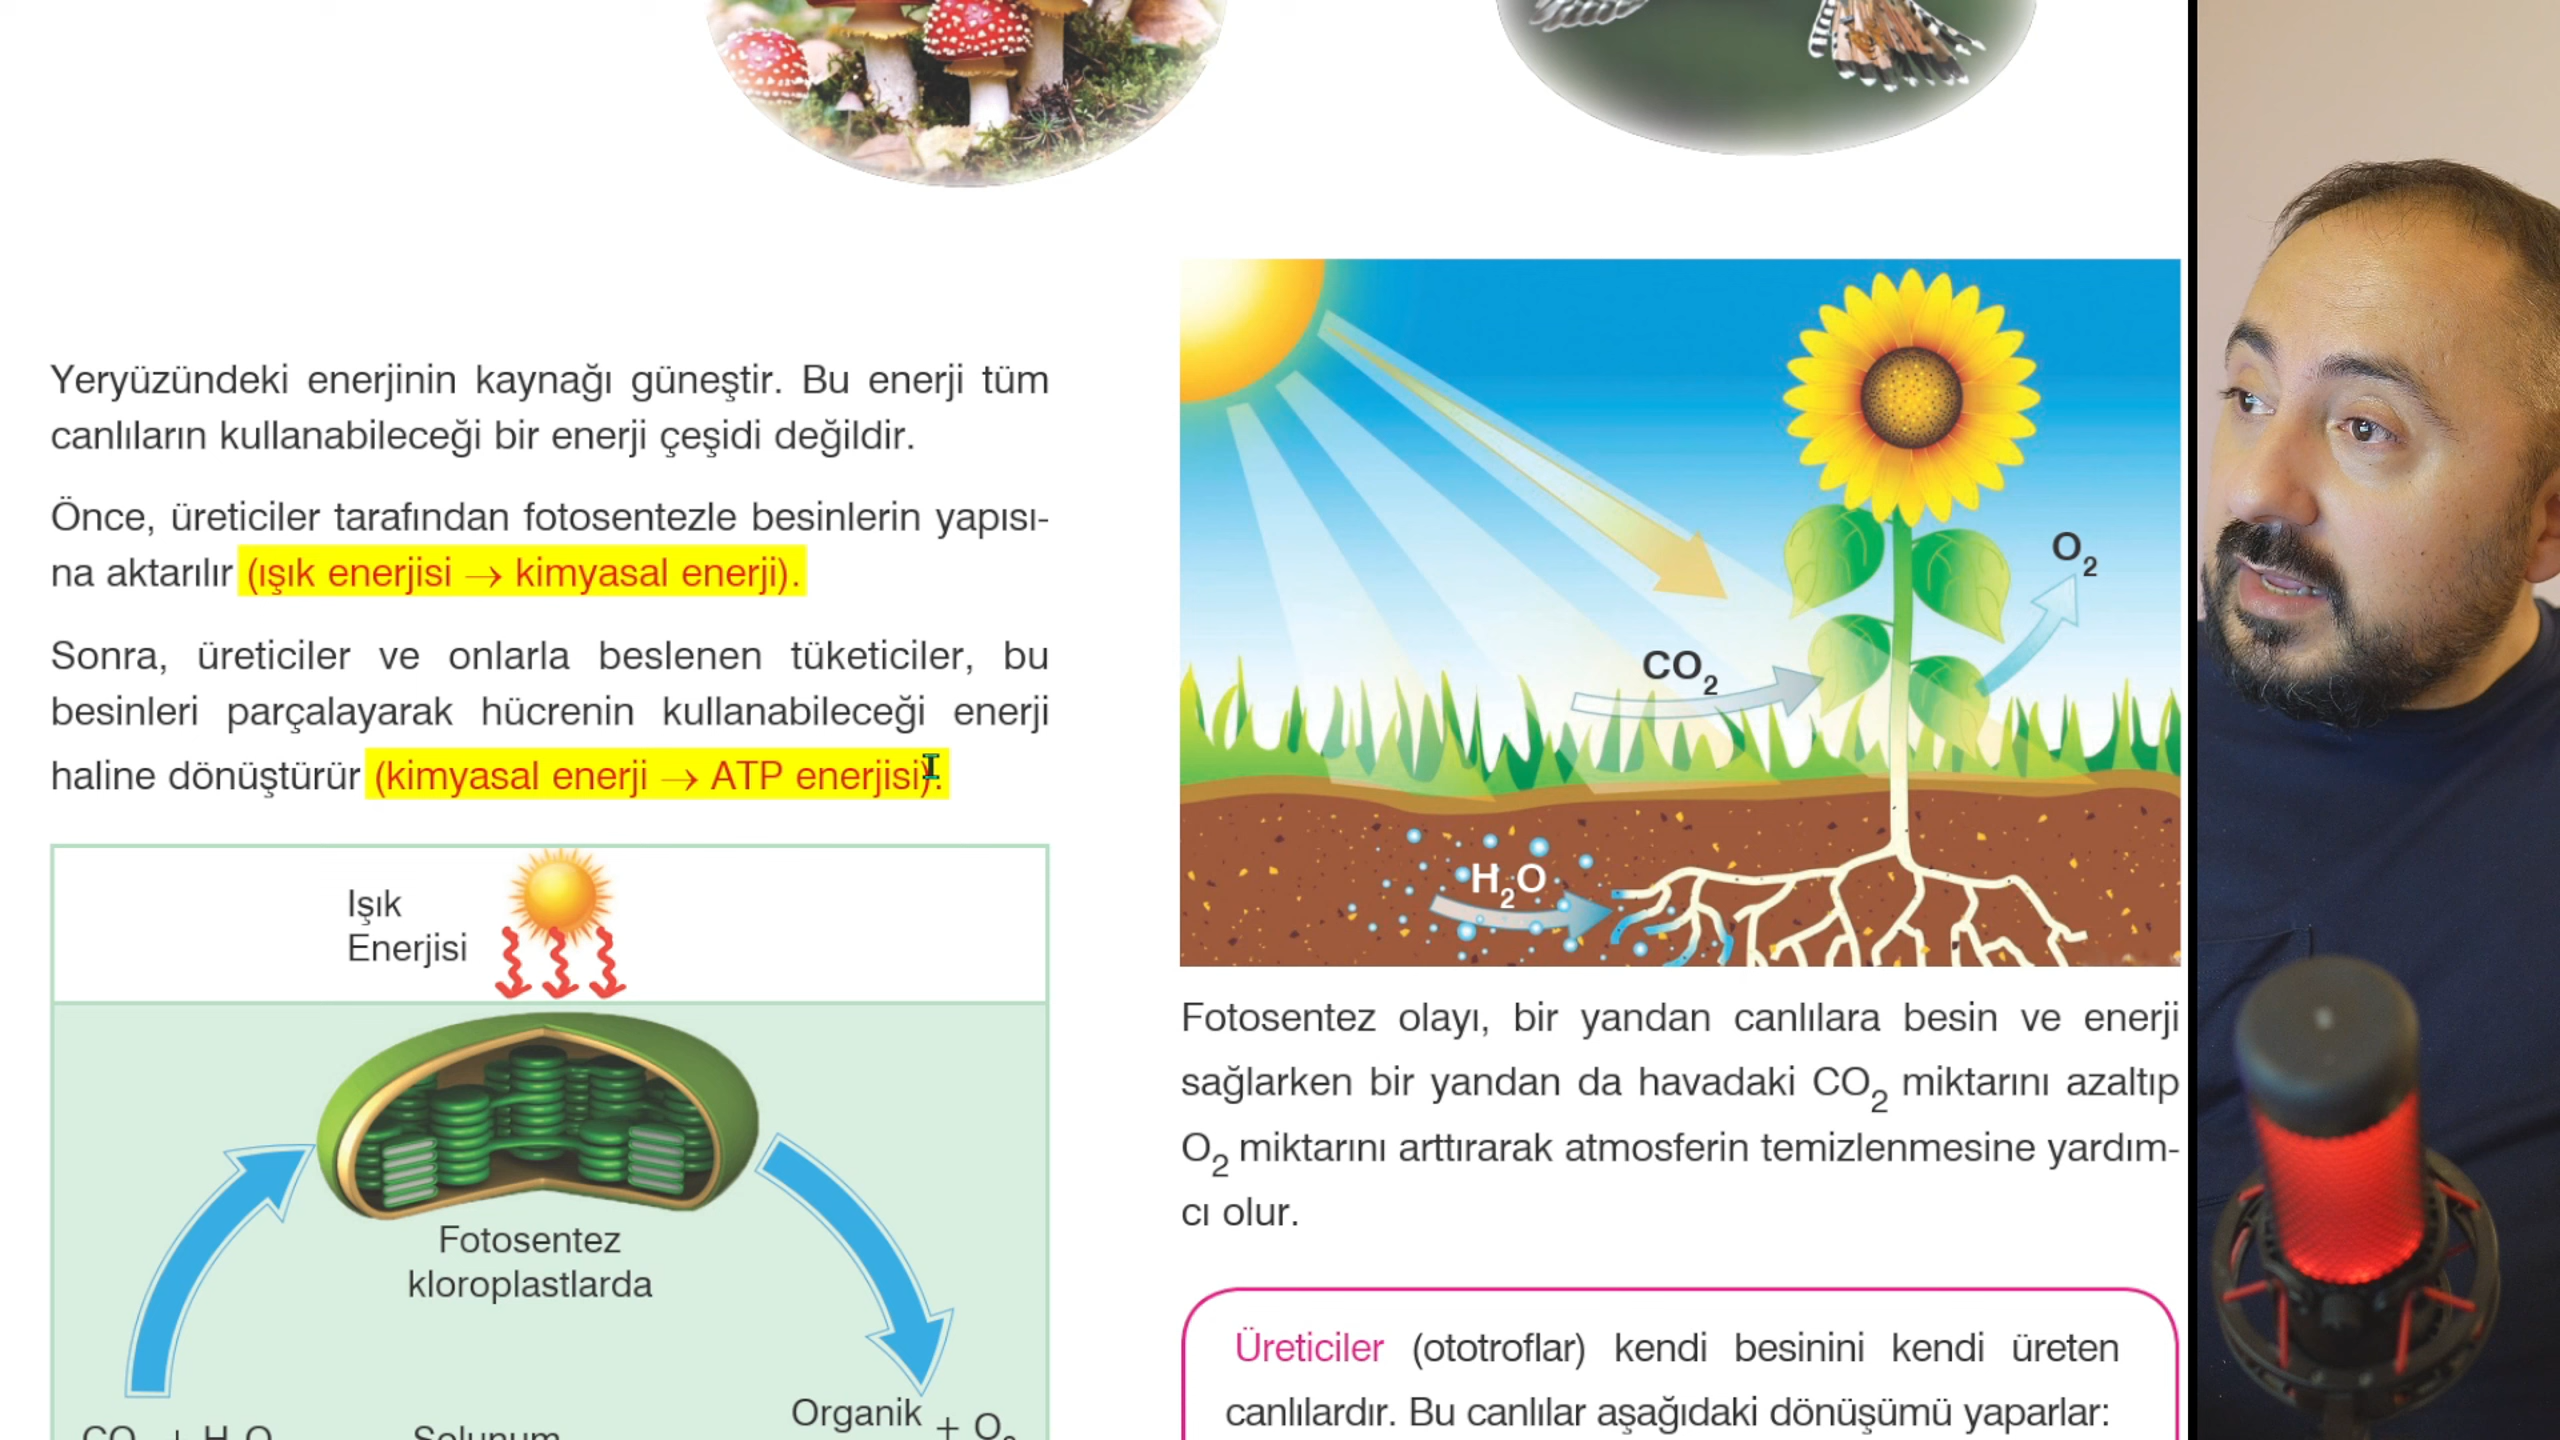 Yeryüzündeki enerjinin kaynağı güneştir. Bu enerji tüm
canlıların kullanabileceği bir enerji çeşidi değildir.
Önce, üreticiler tarafından fotosentezle besinlerin yapısı-
na aktarılır (ışık enerjisi → kimyasal enerji).
Sonra, üreticiler ve onlarla beslenen tüketiciler, bu
besinleri parçalayarak hücrenin kullanabileceği enerji
haline dönüştürür (kimyasal enerji → ATP enerjisi).
Işık
Enerjisi
Fotosentez
kloroplastlarda
Organik + O₂
CO₂ + H₂O
Solunum
O₂
CO₂
H₂O
Fotosentez olayı, bir yandan canlılara besin ve enerji
sağlarken bir yandan da havadaki CO₂ miktarını azaltıp
O₂ miktarını arttırarak atmosferin temizlenmesine yardım-
cı olur.
Üreticiler (ototroflar) kendi besinini kendi üreten
canlılardır. Bu canlılar aşağıdaki dönüşümü yaparlar: